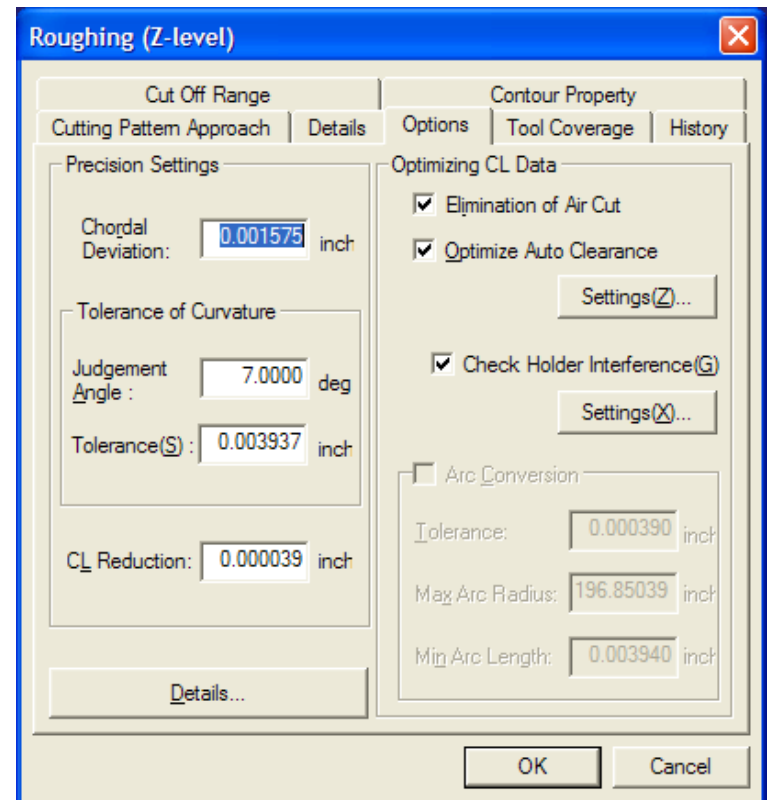 Roughing (Z-level)
Cut Off Range
Contour Property
Cutting Pattern Approach
Details
Options
Tool Coverage
History
Precision Settings
Chordal
Deviation:
0.001575
inch
Tolerance of Curvature
Judgement
Angle :
7.0000
deg
Tolerance(S) :
0.003937
inch
CL Reduction:
0.000039
inch
Details...
Optimizing CL Data
Elimination of Air Cut
Optimize Auto Clearance
Settings(Z)...
Check Holder Interference(G)
Settings(X)...
Arc Conversion
Tolerance:
0.000390
inch
Max Arc Radius:
196.85039
inch
Min Arc Length:
0.003940
inch
OK
Cancel